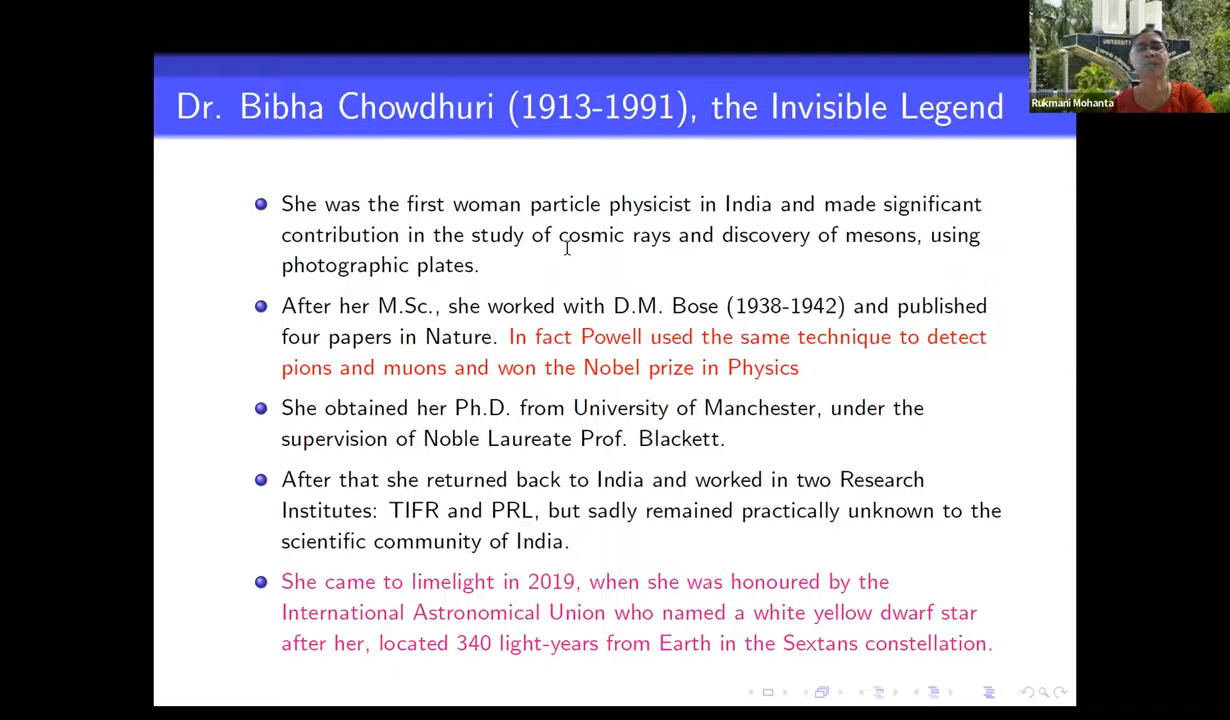 Dr. Bibha Chowdhuri (1913-1991), the Invisible Legend
UNIVERSITY
Rukmani Mohanta
She was the first woman particle physicist in India and made significant
contribution in the study of cosmic rays and discovery of mesons, using
photographic plates.
After her M.Sc., she worked with D.M. Bose (1938-1942) and published
four papers in Nature. In fact Powell used the same technique to detect
pions and muons and won the Nobel prize in Physics
She obtained her Ph.D. from University of Manchester, under the
supervision of Noble Laureate Prof. Blackett.
After that she returned back to India and worked in two Research
Institutes: TIFR and PRL, but sadly remained practically unknown to the
scientific community of India.
She came to limelight in 2019, when she was honoured by the
International Astronomical Union who named a white yellow dwarf star
after her, located 340 light-years from Earth in the Sextans constellation.